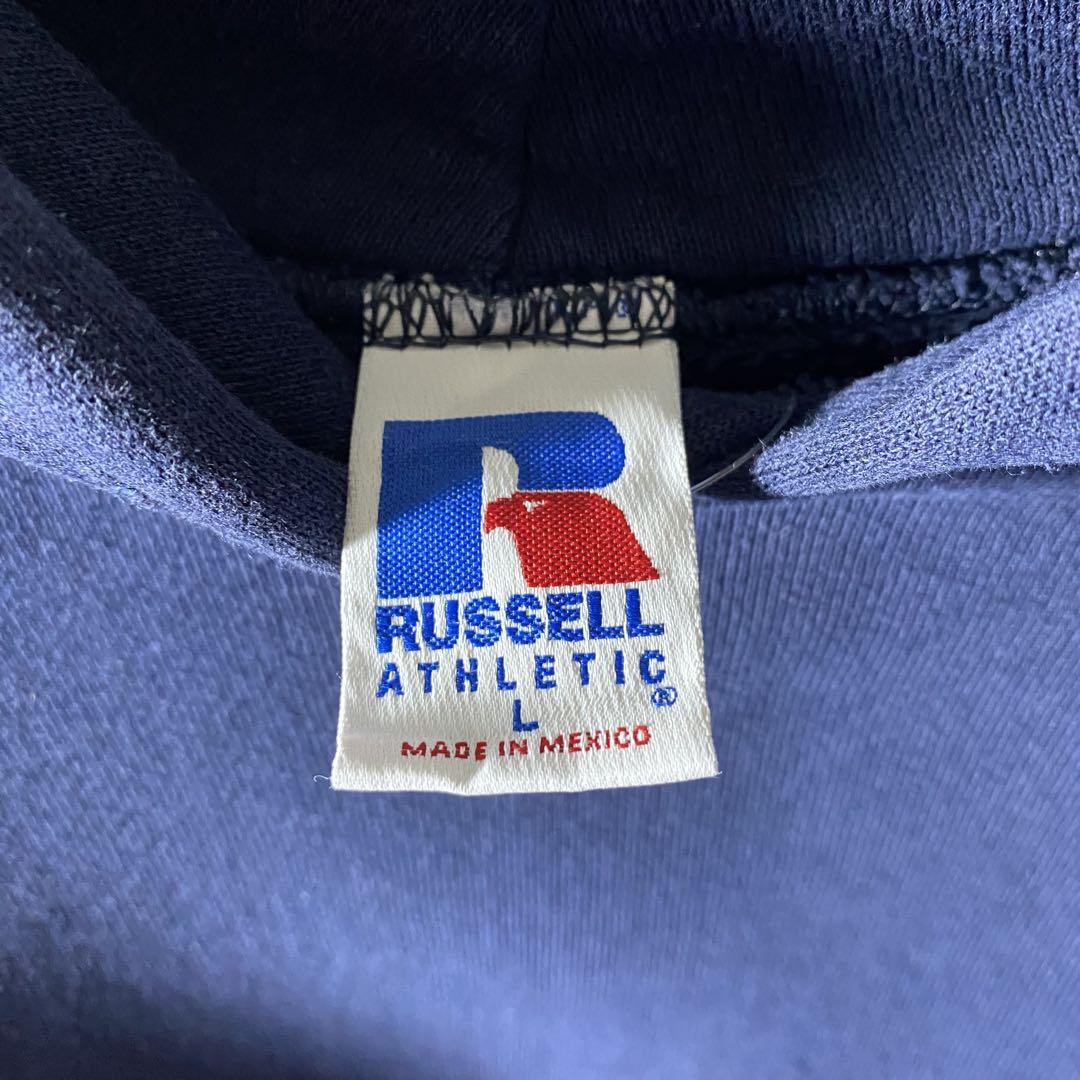 R
RUSSELL
ATHLETIC®
L
MADE IN MEXICO